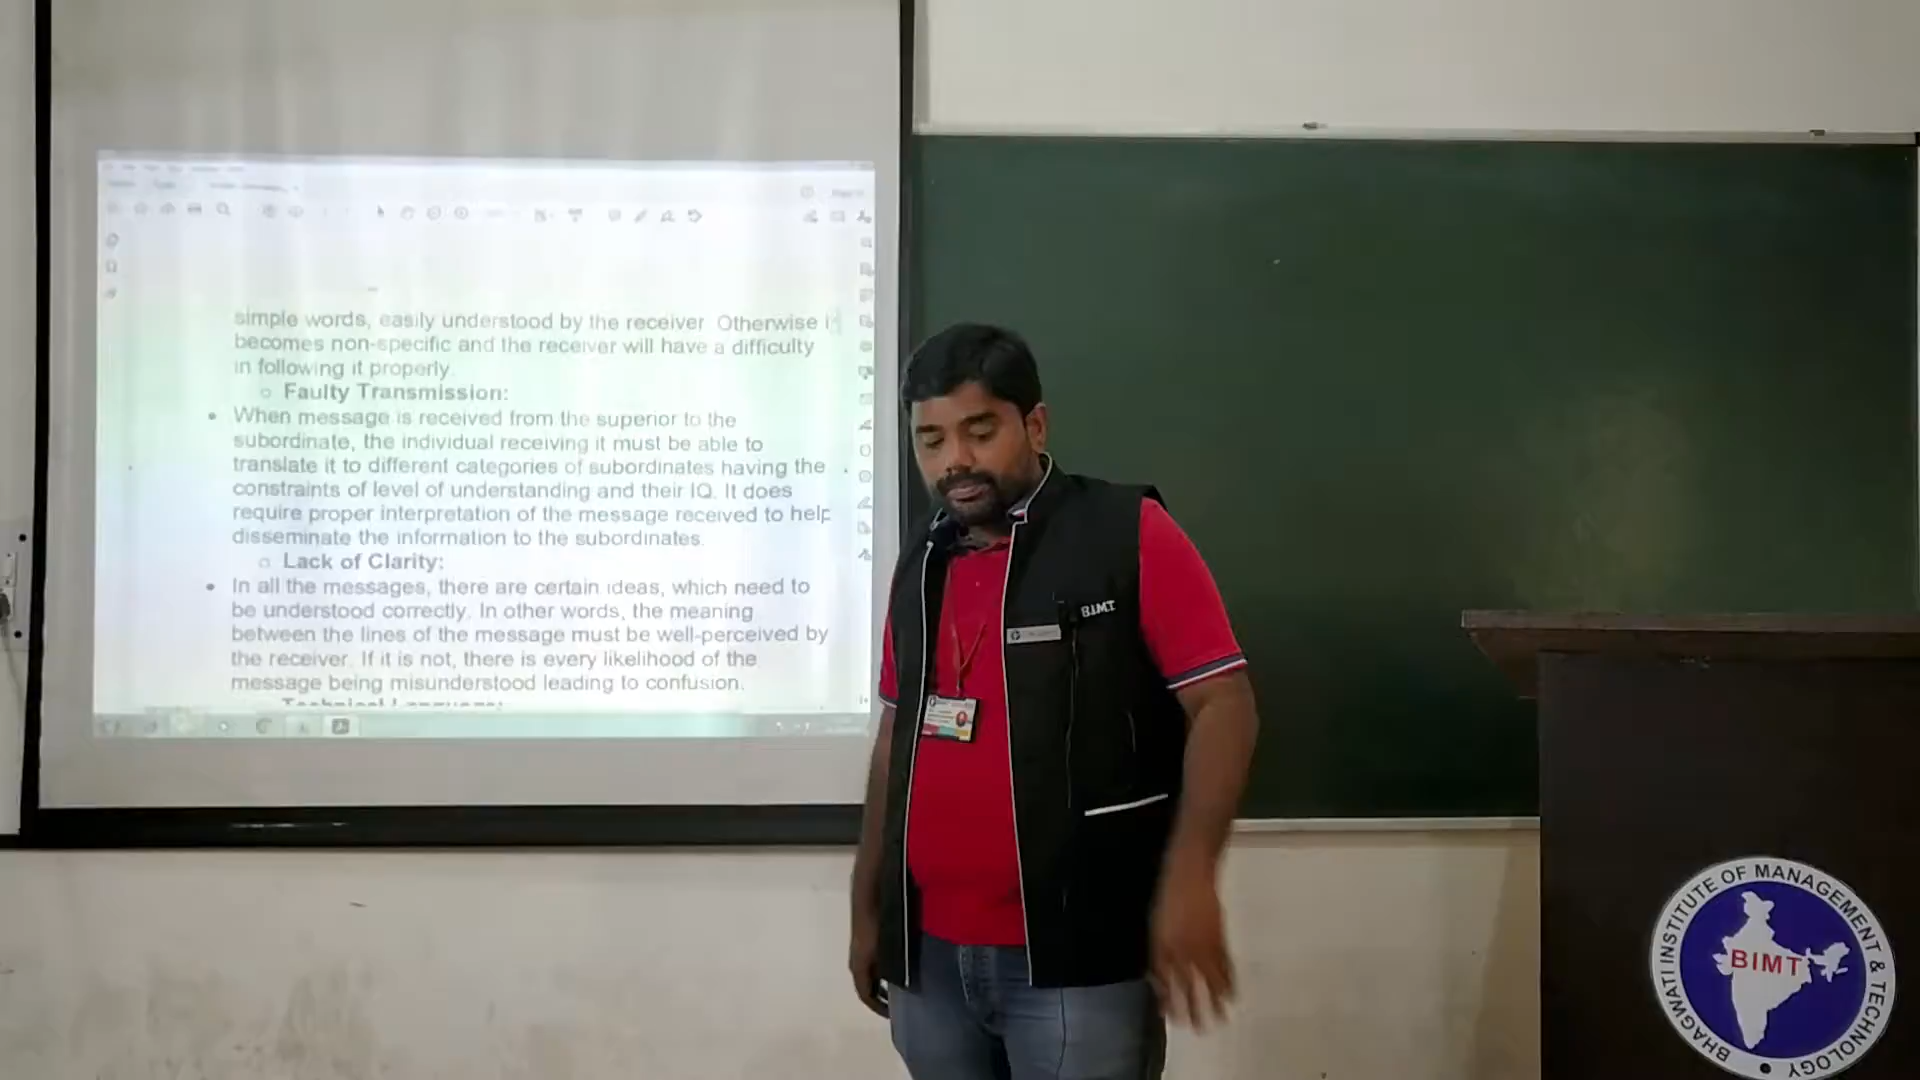 simple words, easily understood by the receiver. Otherwise i
becomes non-specific and the receiver will have a difficulty
in following it properly.
o Faulty Transmission:
• When message is received from the superior to the
subordinate, the individual receiving it must be able to
translate it to different categories of subordinates having the
constraints of level of understanding and their IQ. It does
require proper interpretation of the message received to help
disseminate the information to the subordinates.
o Lack of Clarity:
• In all the messages, there are certain ideas, which need to
be understood correctly. In other words, the meaning
between the lines of the message must be well-perceived by
the receiver. If it is not, there is every likelihood of the
message being misunderstood leading to confusion.
Technical Language:
B.I.M.T.
BHAGWATI INSTITUTE OF MANAGEMENT & TECHNOLOGY
BIMT